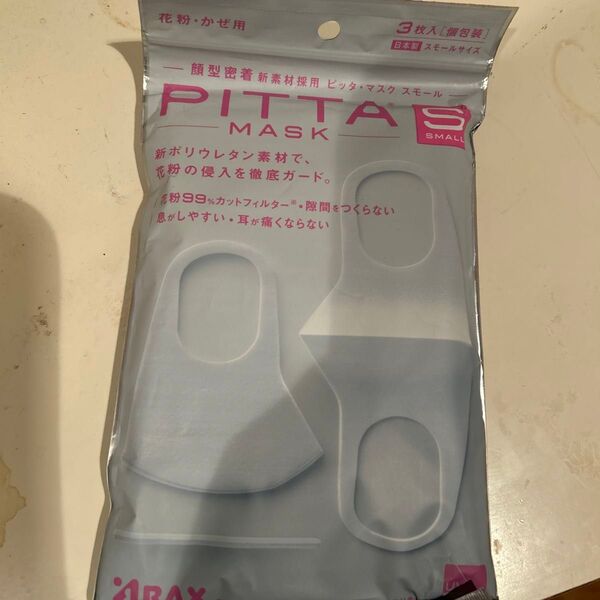 花粉・かぜ用
3枚入[個包装]
日本製 スモールサイズ
顔型密着 新素材採用 ピッタ・マスク スモール
PITTA®
MASK
S
SMALL
新ポリウレタン素材で、
花粉の侵入を徹底ガード。
花粉99%カットフィルター※・隙間をつくらない
息がしやすい・耳が痛くならない
ARAX